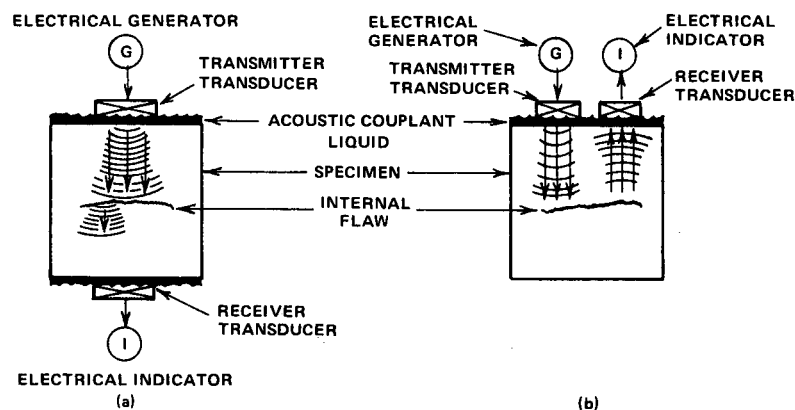 ELECTRICAL GENERATOR
G
TRANSMITTER
TRANSDUCER
ELECTRICAL
GENERATOR
G
TRANSMITTER
TRANSDUCER
I
ELECTRICAL
INDICATOR
RECEIVER
TRANSDUCER
ACOUSTIC COUPLANT
LIQUID
SPECIMEN
INTERNAL
FLAW
RECEIVER
TRANSDUCER
I
ELECTRICAL INDICATOR
(a)
(b)